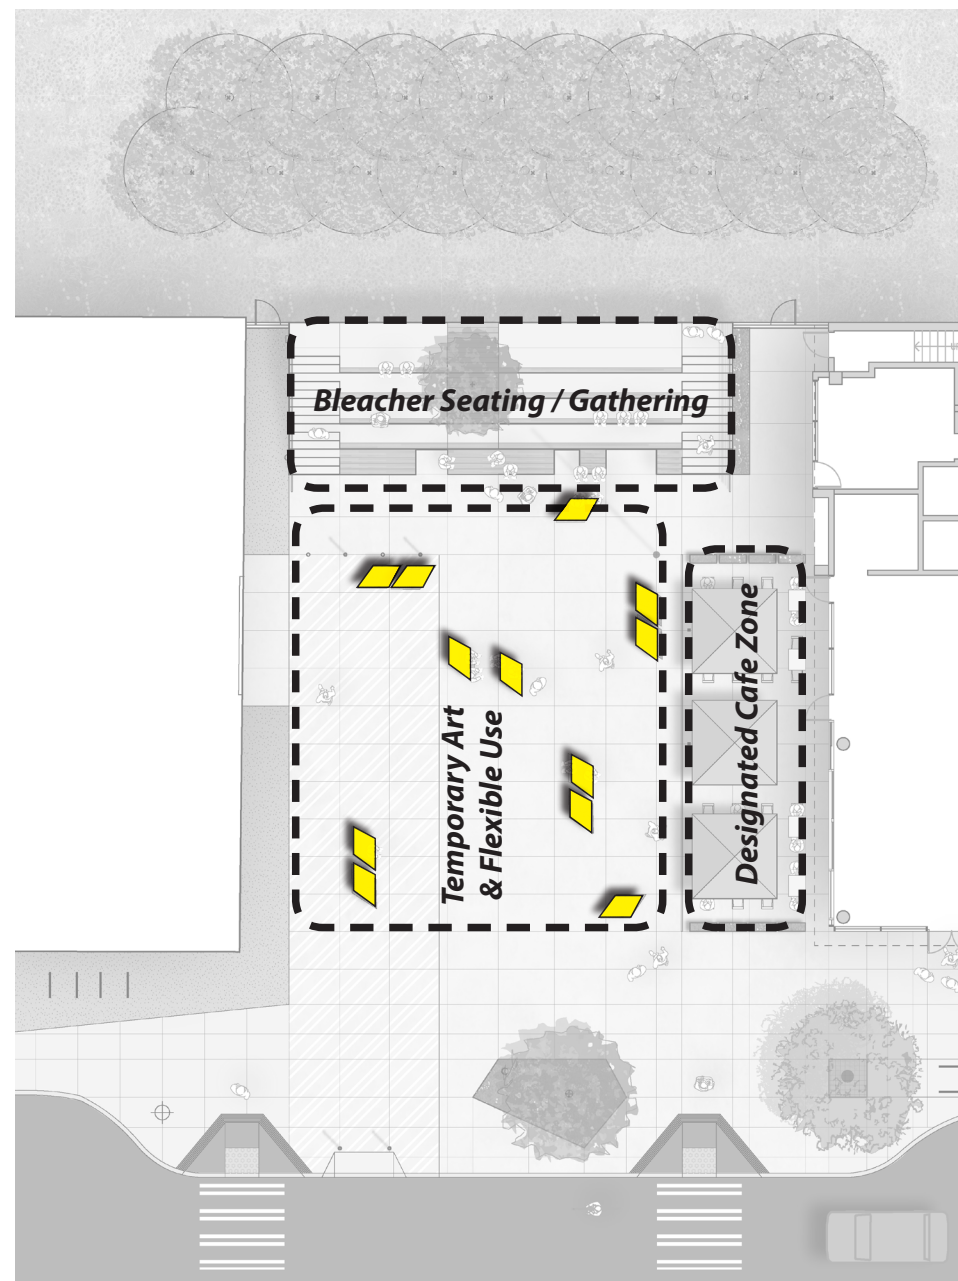 Bleacher Seating / Gathering
Temporary Art
& Flexible Use
Designated Cafe Zone